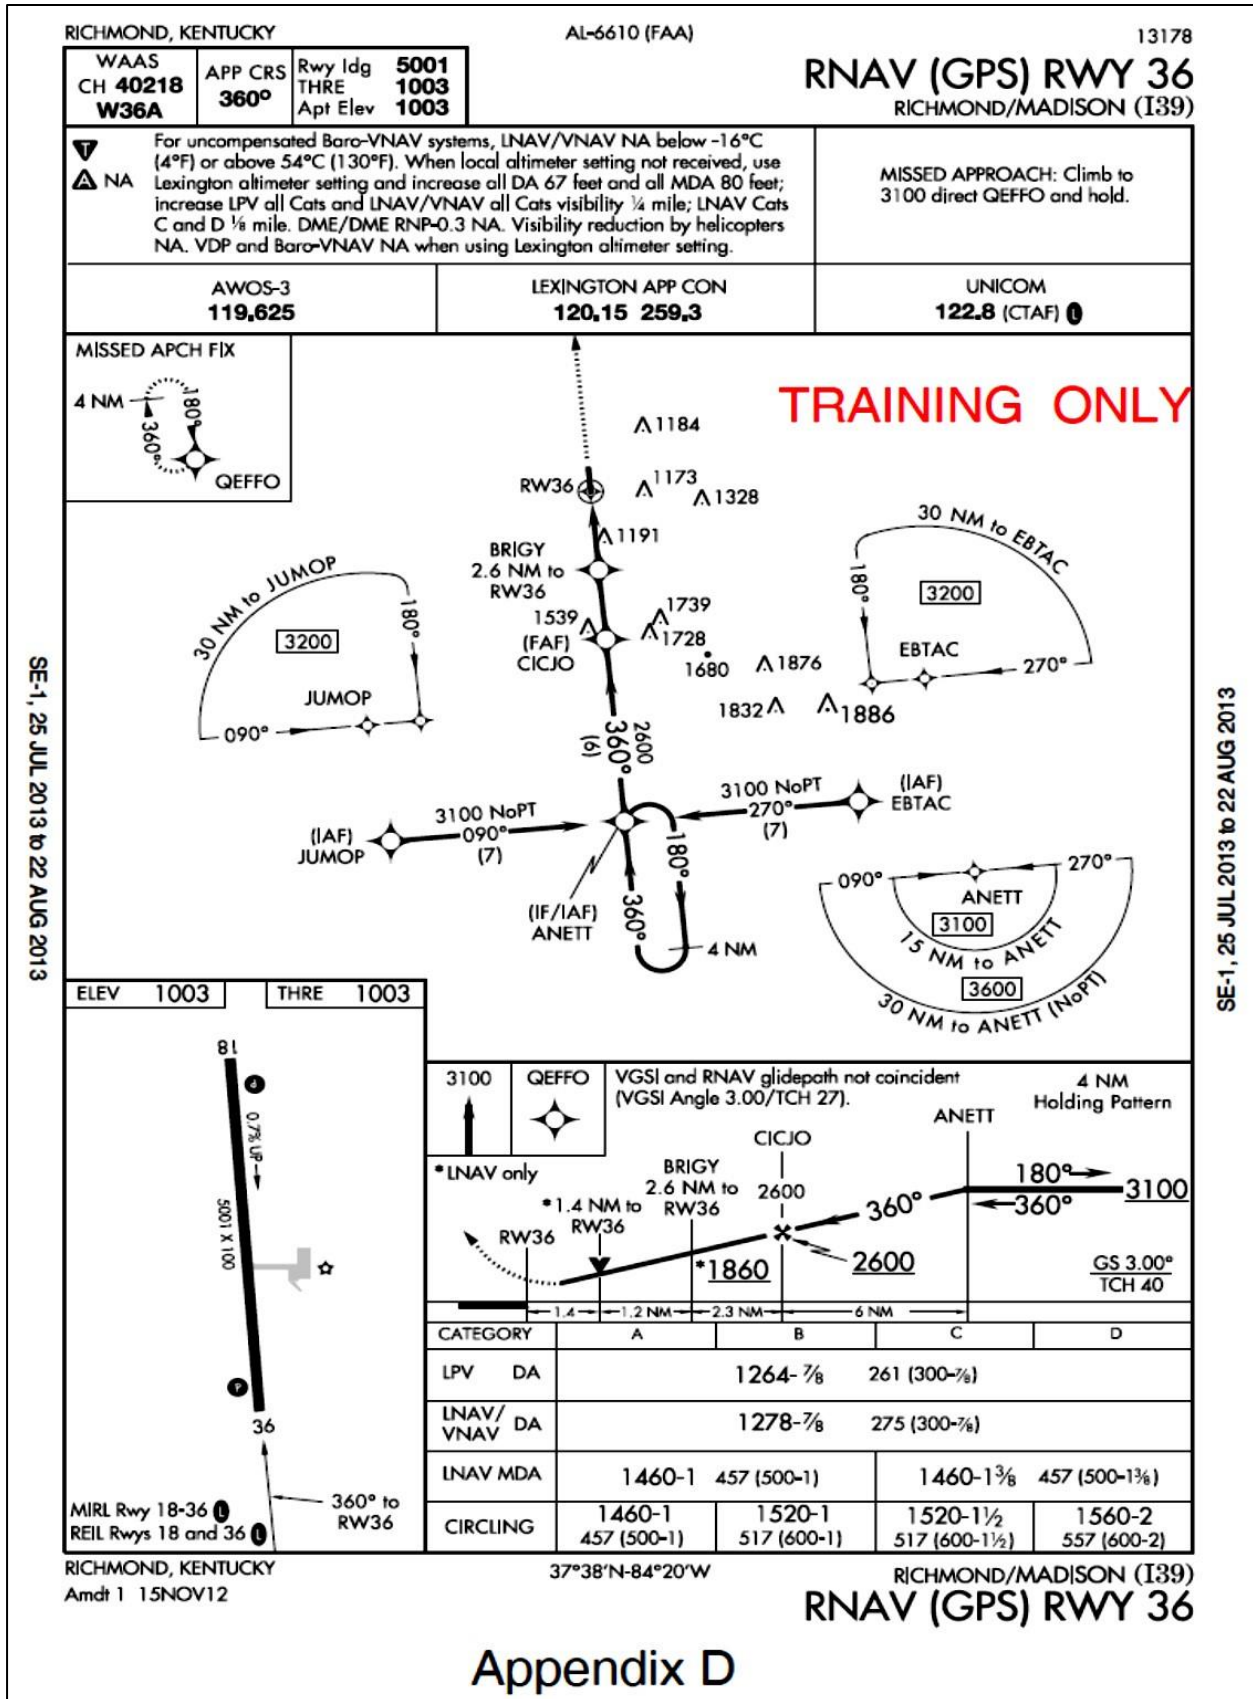 RICHMOND, KENTUCKY
AL-6610 (FAA)
13178
WAAS
CH 40218
W36A
APP CRS
360°
Rwy ldg 5001
THRE 1003
Apt Elev 1003
RNAV (GPS) RWY 36
RICHMOND/MADISON (I39)
T
A NA
For uncompensated Baro-VNAV systems, LNAV/VNAV NA below -16°C
(4°F) or above 54°C (130°F). When local altimeter setting not received, use
Lexington altimeter setting and increase all DA 67 feet and all MDA 80 feet;
increase LPV all Cats and LNAV/VNAV all Cats visibility ¼ mile; LNAV Cats
C and D ⅛ mile. DME/DME RNP-0.3 NA. Visibility reduction by helicopters
NA. VDP and Baro-VNAV NA when using Lexington altimeter setting.
MISSED APPROACH: Climb to
3100 direct QEFFO and hold.
AWOS-3
119.625
LEXINGTON APP CON
120.15 259.3
UNICOM
122.8 (CTAF) L
MISSED APCH FIX
4 NM
180°
360°
QEFFO
TRAINING ONLY
1184
RW36
1173
1328
1191
BRIGY
2.6 NM to
RW36
1539
1739
1728
(FAF)
CICJO
1680
1876
1832
1886
30 NM to JUMOP
180°
3200
JUMOP
090°
30 NM to EBTAC
180°
3200
EBTAC
270°
2600
360°
(6)
3100 NoPT
090°
(7)
(IAF)
JUMOP
3100 NoPT
270°
(7)
(IAF)
EBTAC
180°
360°
(IF/IAF)
ANETT
4 NM
090°
270°
ANETT
3100
15 NM to ANETT
3600
30 NM to ANETT (NoPT)
SE-1, 25 JUL 2013 to 22 AUG 2013
SE-1, 25 JUL 2013 to 22 AUG 2013
ELEV 1003
THRE 1003
18
P
0.7% UP
5001 X 100
P
36
360° to
RW36
MIRL Rwy 18-36 L
REIL Rwys 18 and 36 L
3100
QEFFO
VGSI and RNAV glidepath not coincident
(VGSI Angle 3.00/TCH 27).
4 NM
Holding Pattern
ANETT
CICJO
*LNAV only
BRIGY
2.6 NM to
RW36
2600
*1.4 NM to
RW36
RW36
180°
360°
3100
360°
*1860
2600
GS 3.00°
TCH 40
1.4
1.2 NM
2.3 NM
6 NM
CATEGORY A B C D
LPV DA 1264-⅞ 261 (300-⅞)
LNAV/
VNAV DA 1278-⅞ 275 (300-⅞)
LNAV MDA 1460-1 457 (500-1) 1460-1⅜ 457 (500-1⅜)
CIRCLING
1460-1
457 (500-1)
1520-1
517 (600-1)
1520-1½
517 (600-1½)
1560-2
557 (600-2)
RICHMOND, KENTUCKY
Amdt 1 15NOV12
37°38'N-84°20'W
RICHMOND/MADISON (I39)
RNAV (GPS) RWY 36
Appendix D